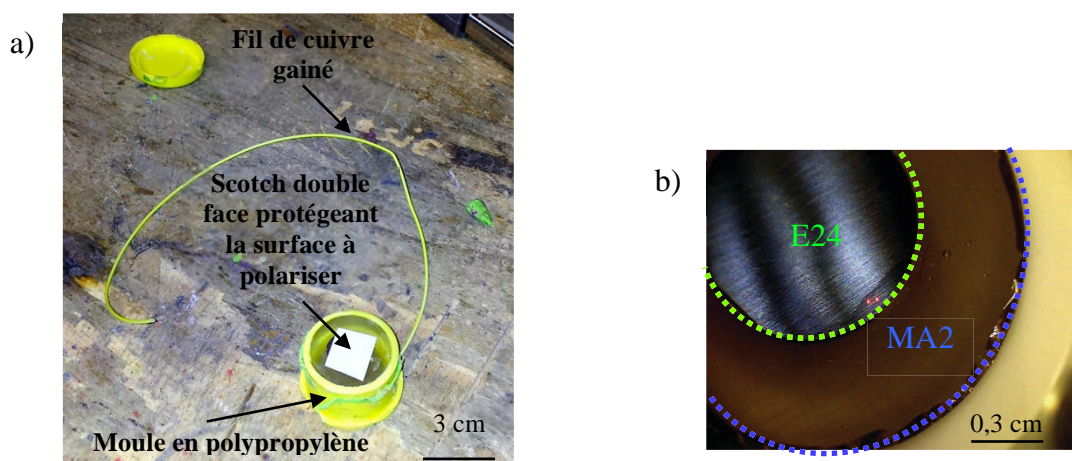 a)
Fil de cuivre
gainé
Scotch double
face protégeant
la surface à
polariser
Moule en polypropylène
3 cm
b)
E24
MA2
0,3 cm